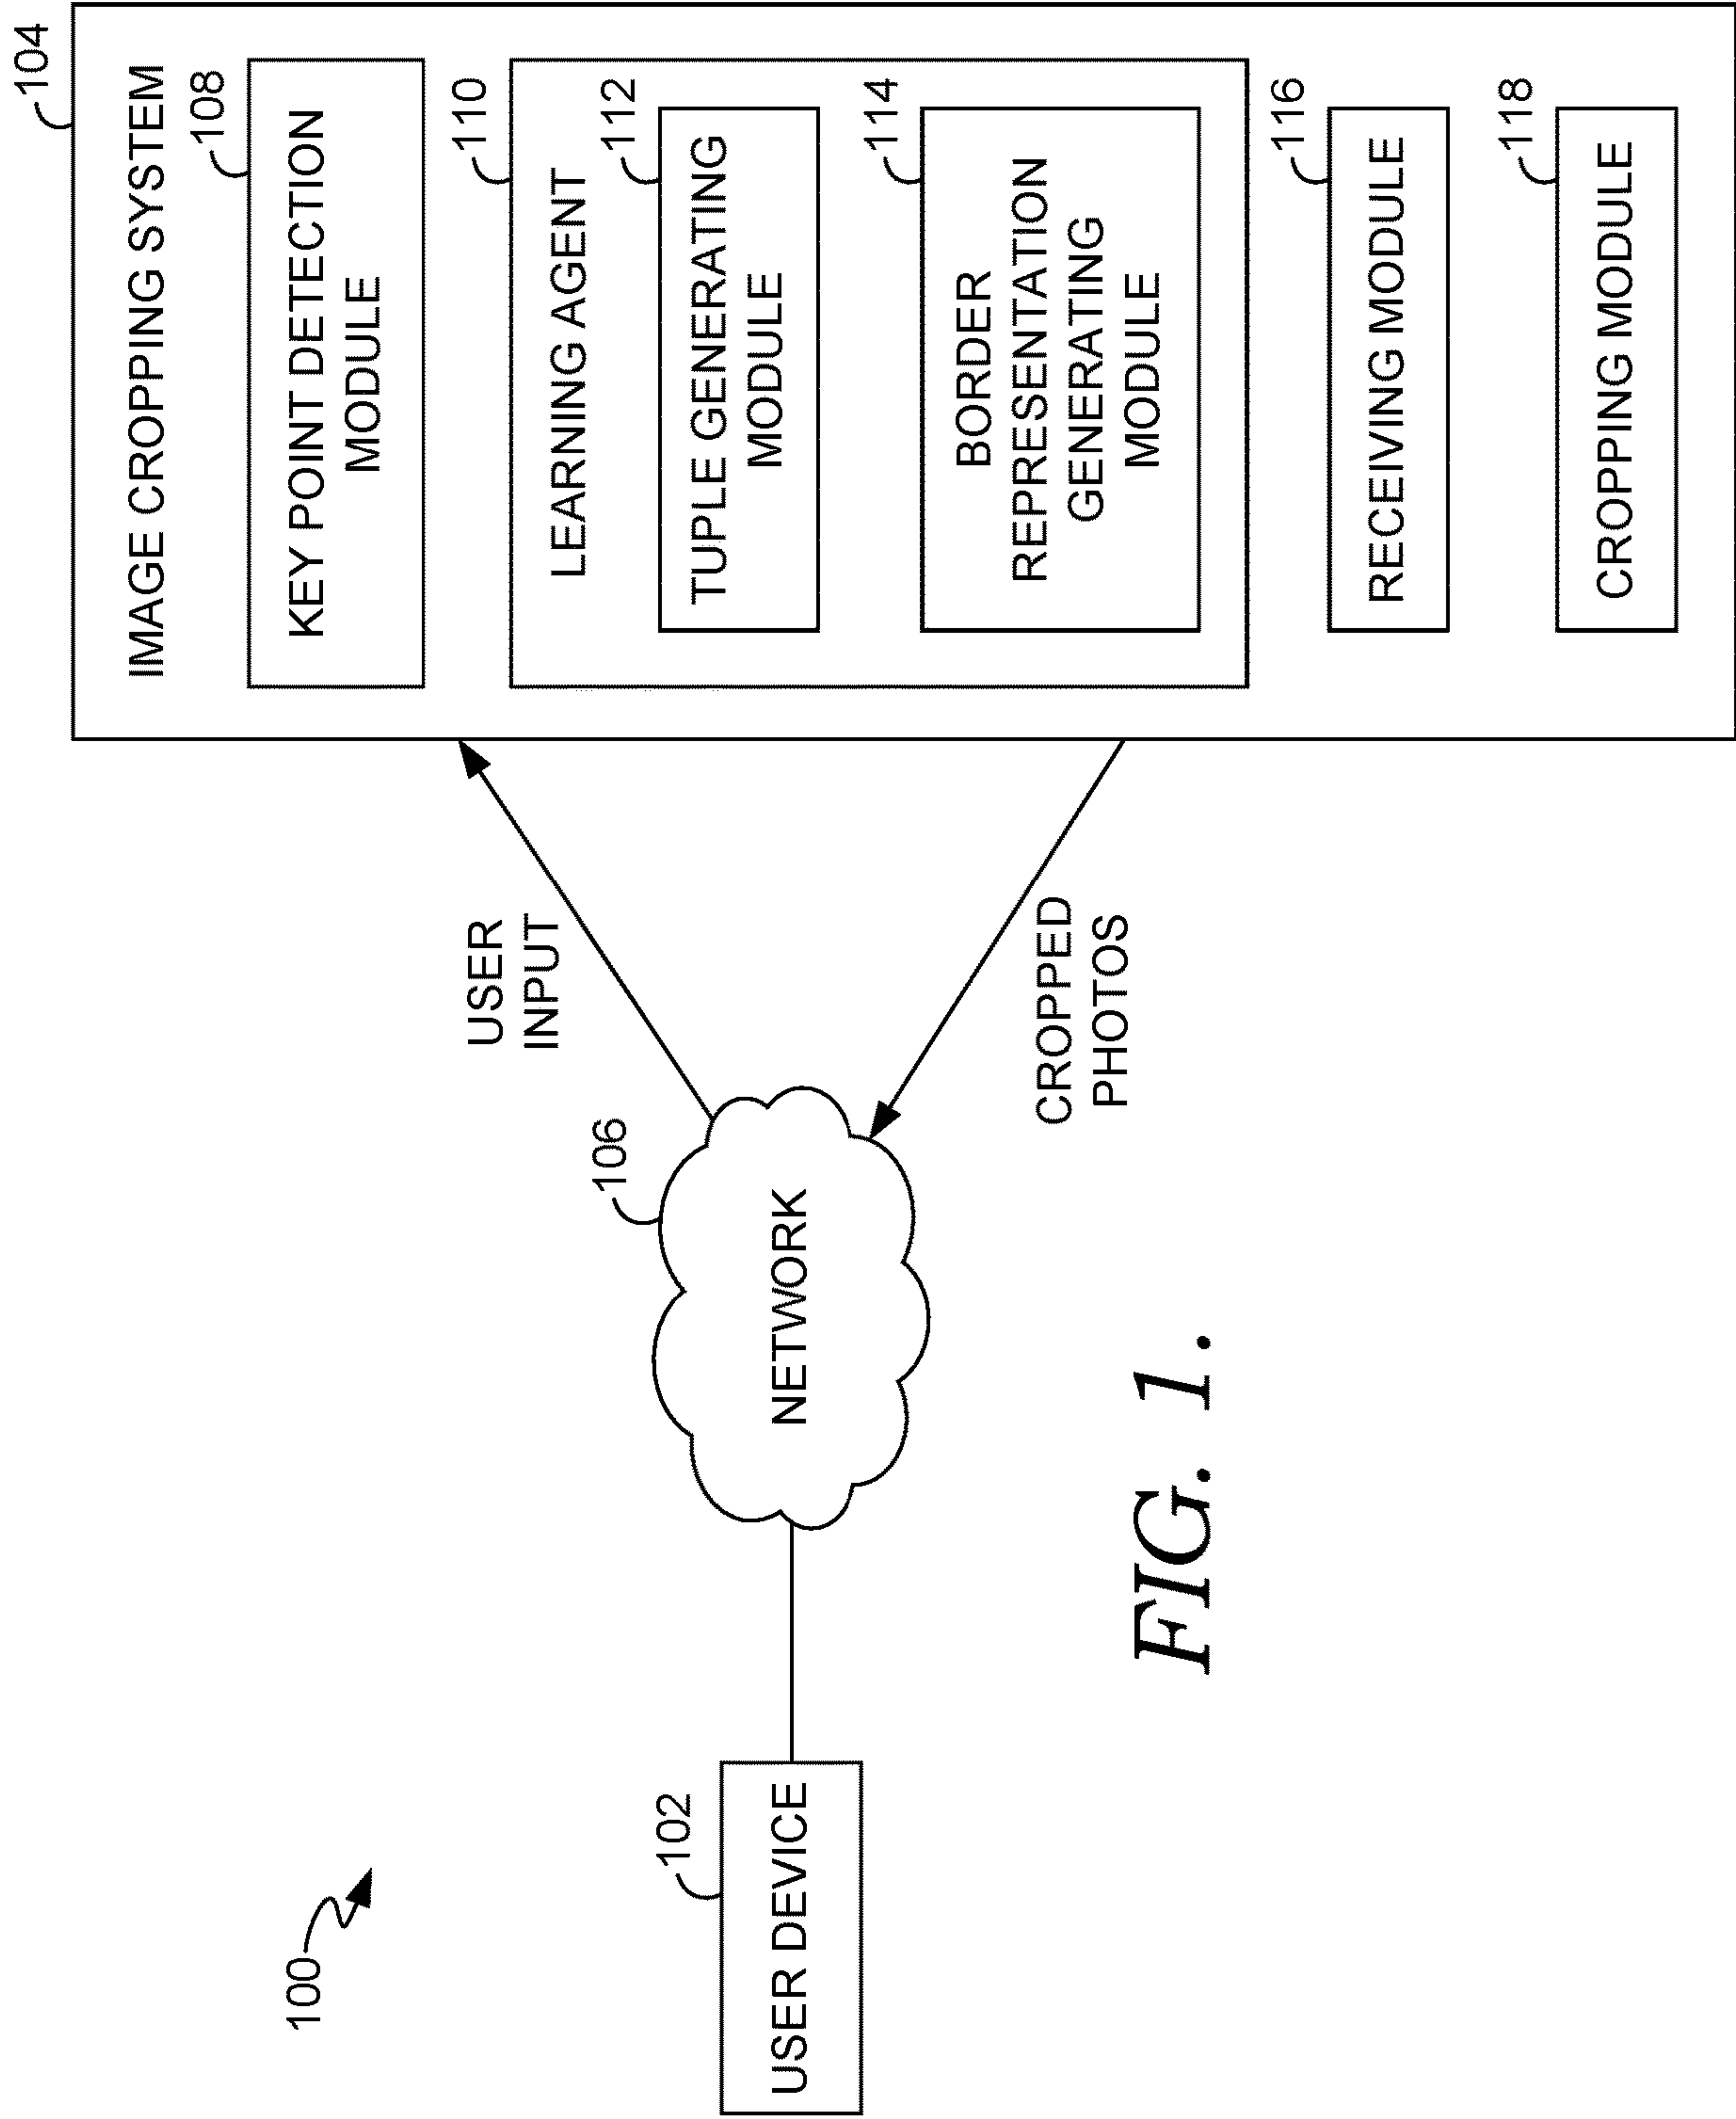 100
102
USER DEVICE
106
NETWORK
USER
INPUT
CROPPED
PHOTOS
104
IMAGE CROPPING SYSTEM
108
KEY POINT DETECTION
MODULE
110
LEARNING AGENT
112
TUPLE GENERATING
MODULE
114
BORDER
REPRESENTATION
GENERATING
MODULE
116
RECEIVING MODULE
118
CROPPING MODULE
FIG. 1.